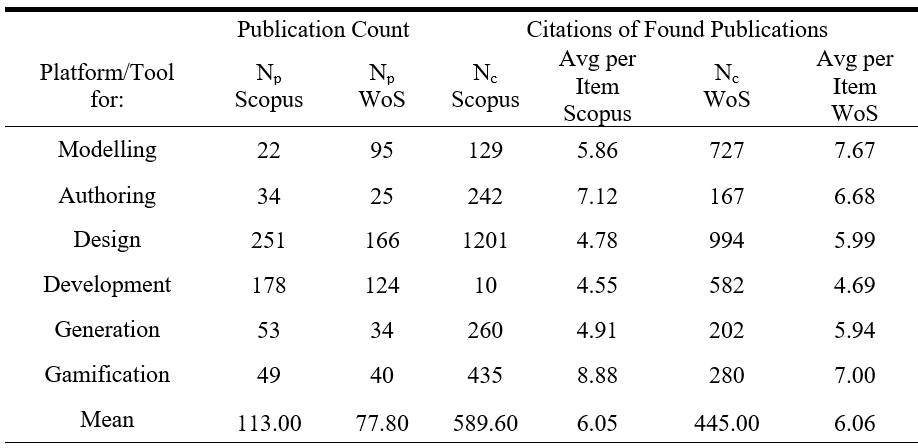 Publication Count Citations of Found Publications
Platform/Tool for: Np Scopus Np WoS Nc Scopus Avg per Item Scopus Nc WoS Avg per Item WoS
Modelling 22 95 129 5.86 727 7.67
Authoring 34 25 242 7.12 167 6.68
Design 251 166 1201 4.78 994 5.99
Development 178 124 10 4.55 582 4.69
Generation 53 34 260 4.91 202 5.94
Gamification 49 40 435 8.88 280 7.00
Mean 113.00 77.80 589.60 6.05 445.00 6.06